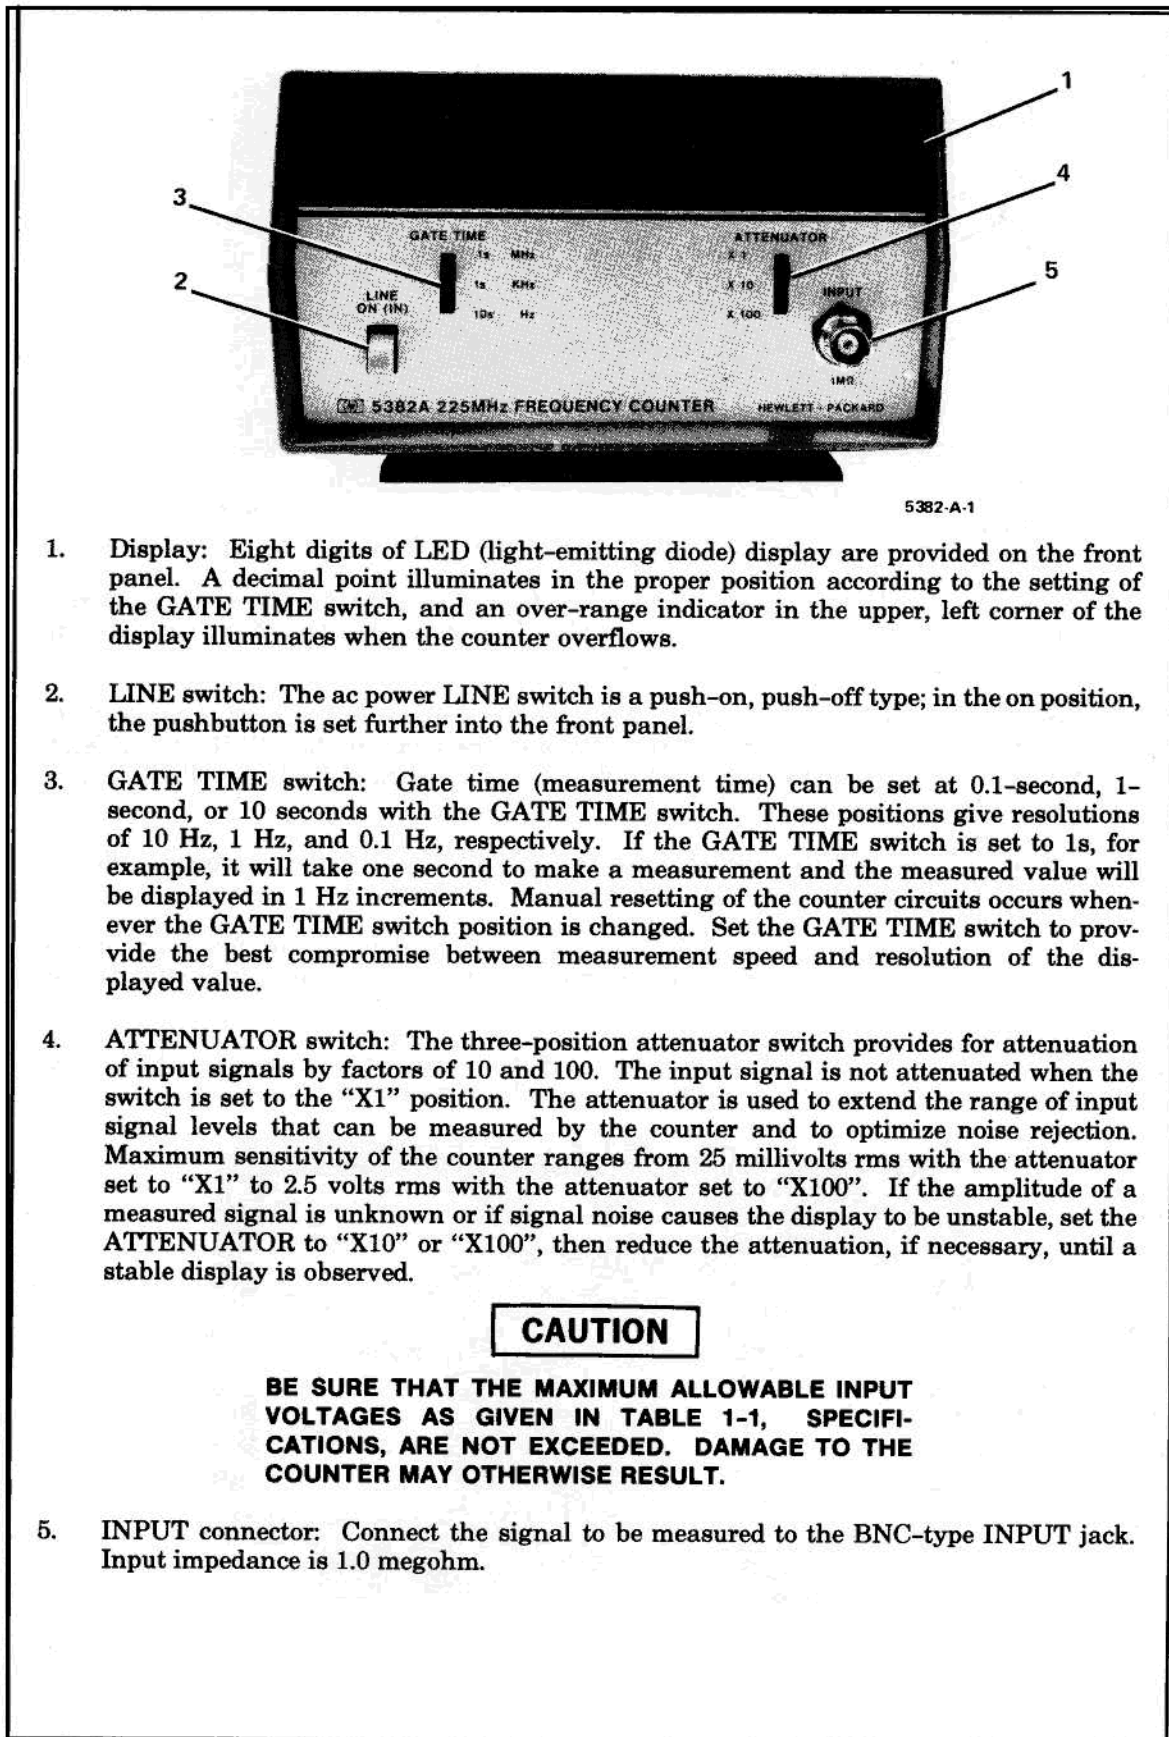 1
4
3
GATE TIME
ATTENUATOR
1s MHz
X 1
5
2
1s KHz
X 10
INPUT
LINE
ON (IN)
10s Hz
X 100
1MΩ
5382A 225MHz FREQUENCY COUNTER
HEWLETT · PACKARD
5382-A-1
1. Display: Eight digits of LED (light-emitting diode) display are provided on the front
panel. A decimal point illuminates in the proper position according to the setting of
the GATE TIME switch, and an over-range indicator in the upper, left corner of the
display illuminates when the counter overflows.
2. LINE switch: The ac power LINE switch is a push-on, push-off type; in the on position,
the pushbutton is set further into the front panel.
3. GATE TIME switch: Gate time (measurement time) can be set at 0.1-second, 1-
second, or 10 seconds with the GATE TIME switch. These positions give resolutions
of 10 Hz, 1 Hz, and 0.1 Hz, respectively. If the GATE TIME switch is set to 1s, for
example, it will take one second to make a measurement and the measured value will
be displayed in 1 Hz increments. Manual resetting of the counter circuits occurs when-
ever the GATE TIME switch position is changed. Set the GATE TIME switch to prov-
vide the best compromise between measurement speed and resolution of the dis-
played value.
4. ATTENUATOR switch: The three-position attenuator switch provides for attenuation
of input signals by factors of 10 and 100. The input signal is not attenuated when the
switch is set to the “X1” position. The attenuator is used to extend the range of input
signal levels that can be measured by the counter and to optimize noise rejection.
Maximum sensitivity of the counter ranges from 25 millivolts rms with the attenuator
set to “X1” to 2.5 volts rms with the attenuator set to “X100”. If the amplitude of a
measured signal is unknown or if signal noise causes the display to be unstable, set the
ATTENUATOR to “X10” or “X100”, then reduce the attenuation, if necessary, until a
stable display is observed.
CAUTION
BE SURE THAT THE MAXIMUM ALLOWABLE INPUT
VOLTAGES AS GIVEN IN TABLE 1-1, SPECIFI-
CATIONS, ARE NOT EXCEEDED. DAMAGE TO THE
COUNTER MAY OTHERWISE RESULT.
5. INPUT connector: Connect the signal to be measured to the BNC-type INPUT jack.
Input impedance is 1.0 megohm.